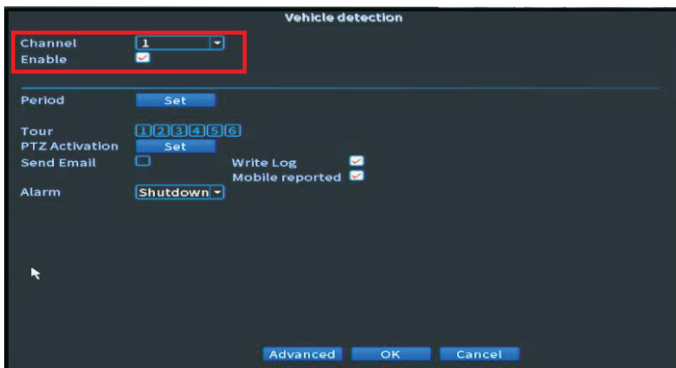 Vehicle detection
Channel 1
Enable
Period Set
Tour 1 2 3 4 5 6
PTZ Activation Set
Send Email Write Log
Mobile reported
Alarm Shutdown
Advanced OK Cancel